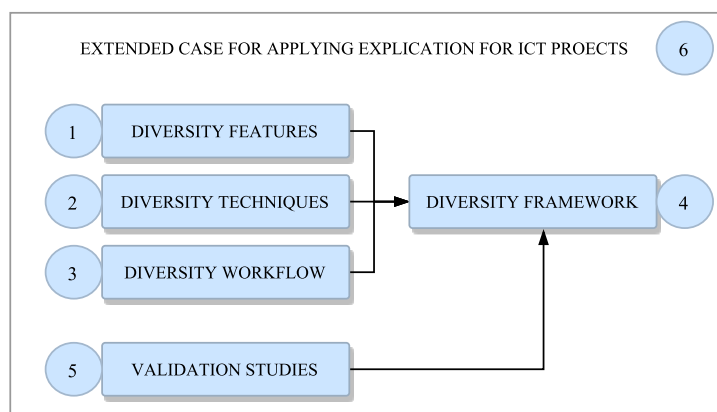 EXTENDED CASE FOR APPLYING EXPLICATION FOR ICT PROECTS
6
1
DIVERSITY FEATURES
2
DIVERSITY TECHNIQUES
DIVERSITY FRAMEWORK
4
3
DIVERSITY WORKFLOW
5
VALIDATION STUDIES